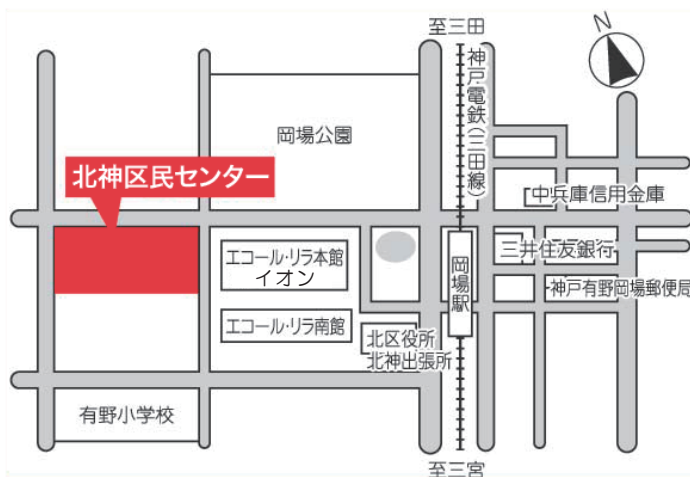 至三田
N
神戸電鉄(三田線)
岡場公園
北神区民センター
中兵庫信用金庫
エコール・リラ本館
イオン
三井住友銀行
岡場駅
神戸有野岡場郵便局
エコール・リラ南館
北区役所
北神出張所
有野小学校
至三宮